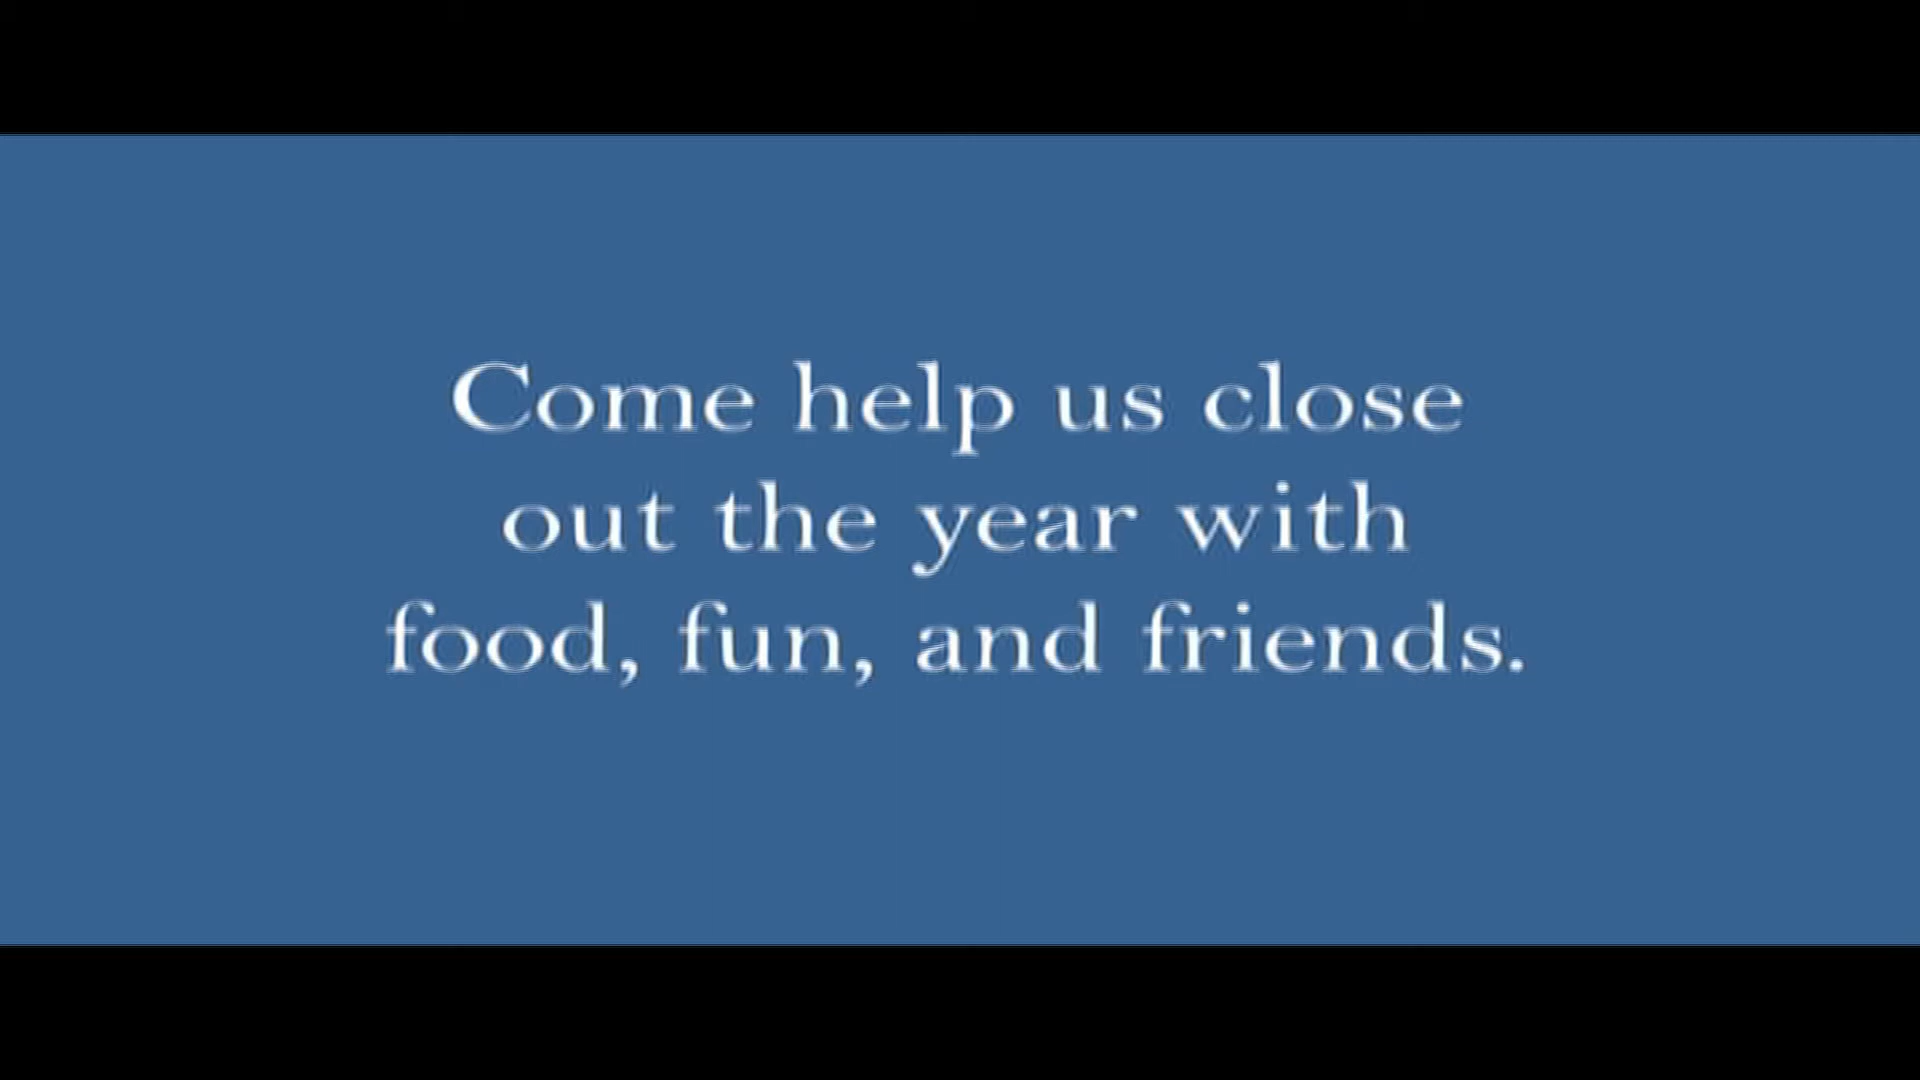 Come help us close
out the year with
food, fun, and friends.